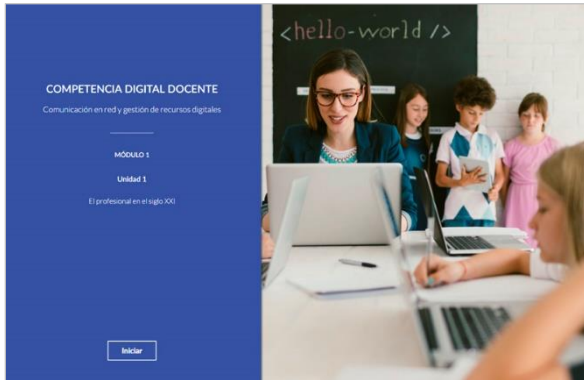 COMPETENCIA DIGITAL DOCENTE
Comunicación en red y gestión de recursos digitales
MÓDULO 1
Unidad 1
El profesional en el siglo XXI
Iniciar
<hello-world />